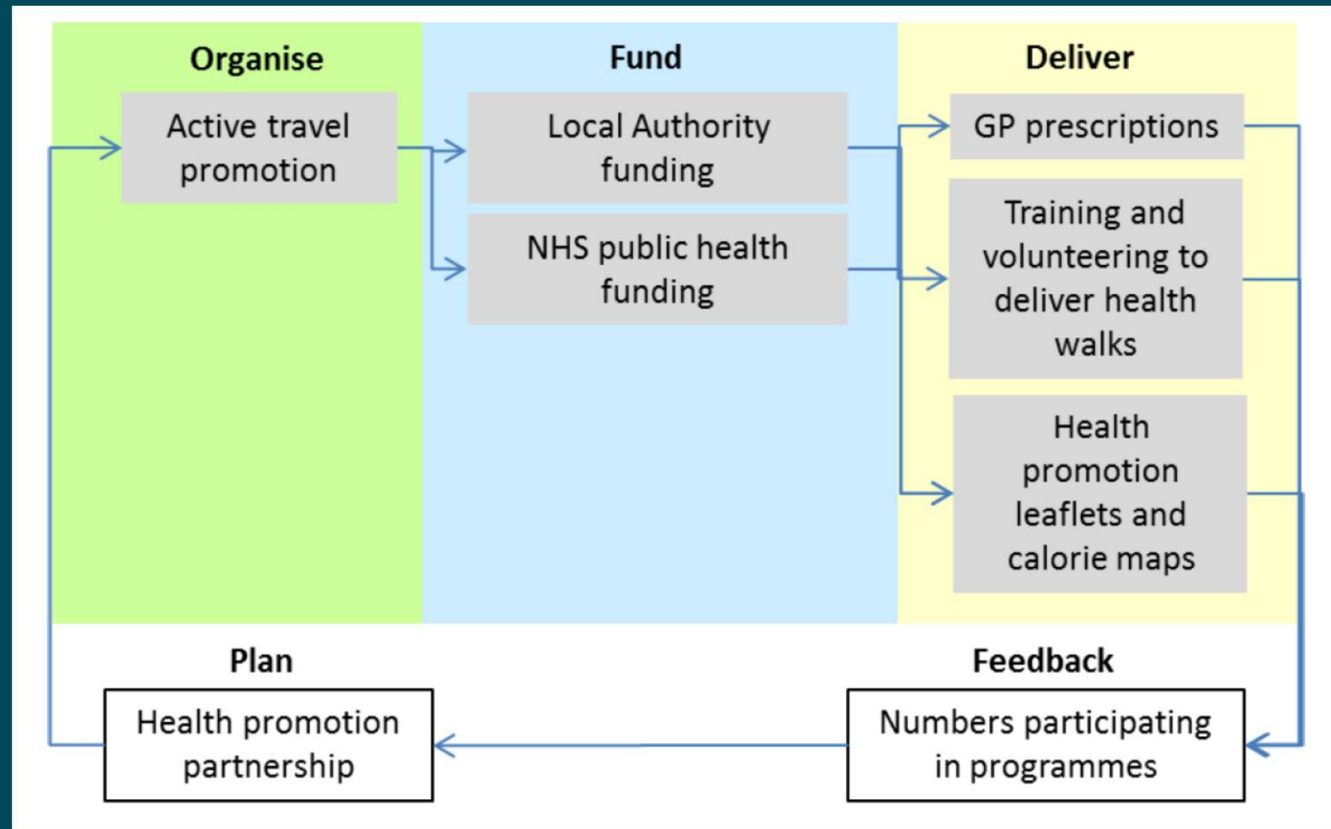 Organise
Fund
Deliver
Active travel
promotion
Local Authority
funding
NHS public health
funding
GP prescriptions
Training and
volunteering to
deliver health
walks
Health
promotion
leaflets and
calorie maps
Plan
Feedback
Health promotion
partnership
Numbers participating
in programmes